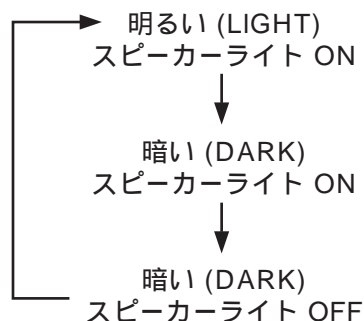 明るい (LIGHT)
スピーカーライト ON
暗い (DARK)
スピーカーライト ON
暗い (DARK)
スピーカーライト OFF